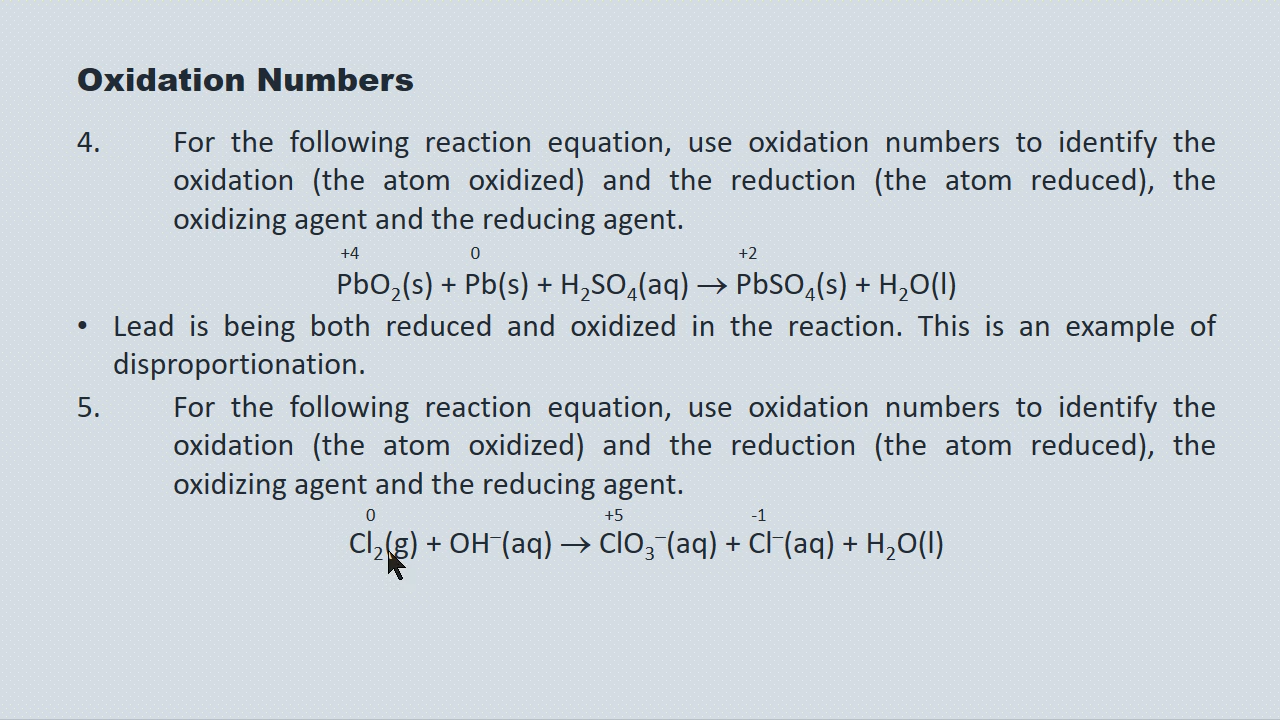 Oxidation Numbers
4. For the following reaction equation, use oxidation numbers to identify the
oxidation (the atom oxidized) and the reduction (the atom reduced), the
oxidizing agent and the reducing agent.
+4 0 +2
PbO₂(s) + Pb(s) + H₂SO₄(aq) → PbSO₄(s) + H₂O(l)
• Lead is being both reduced and oxidized in the reaction. This is an example of
disproportionation.
5. For the following reaction equation, use oxidation numbers to identify the
oxidation (the atom oxidized) and the reduction (the atom reduced), the
oxidizing agent and the reducing agent.
0 +5 -1
Cl₂(g) + OH⁻(aq) → ClO₃⁻(aq) + Cl⁻(aq) + H₂O(l)